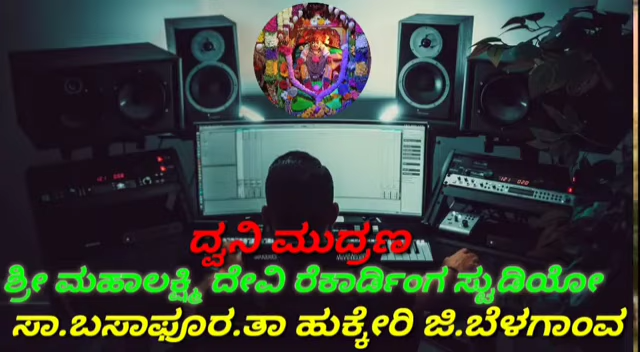 ದ್ವನಿ ಮುದ್ರಣ
ಶ್ರೀ ಮಹಾಲಕ್ಷ್ಮಿ ದೇವಿ ರೆಕಾರ್ಡಿಂಗ ಸ್ಟುಡಿಯೋ
ಸಾ.ಬಸಾಫೂರ.ತಾ ಹುಕ್ಕೇರಿ ಜಿ.ಬೆಳಗಾಂವ